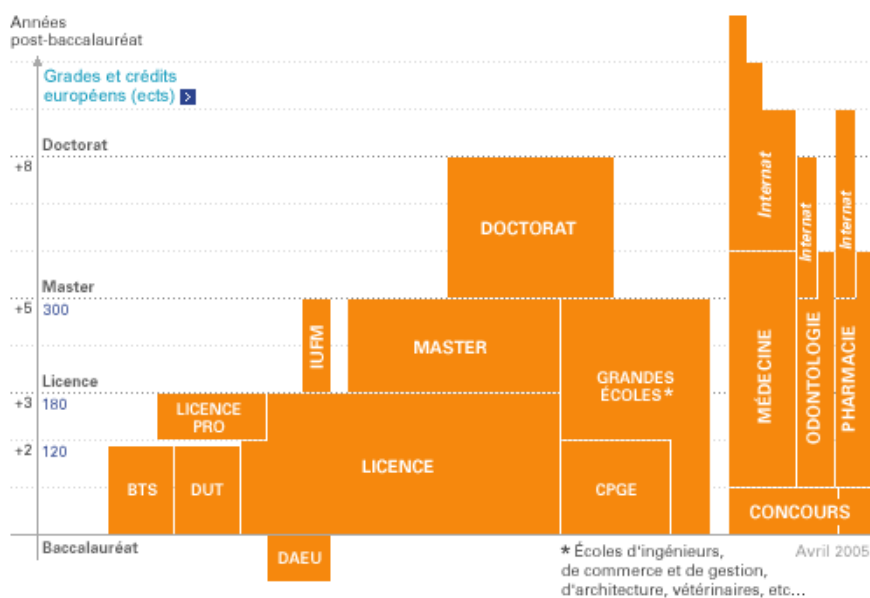 Années
post-baccalauréat
Grades et crédits
européens (ects)
Doctorat
+8
DOCTORAT
Internat
Internat
Internat
Master
+5
300
IUFM
MASTER
GRANDES
ÉCOLES*
MÉDECINE
ODONTOLOGIE
PHARMACIE
Licence
+3
180
LICENCE
PRO
+2
120
LICENCE
BTS
DUT
CPGE
CONCOURS
Baccalauréat
DAEU
* Écoles d'ingénieurs,
de commerce et de gestion,
d'architecture, vétérinaires, etc...
Avril 2005